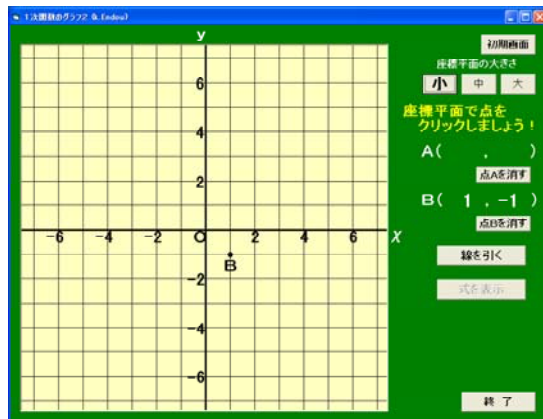 1次関数のグラフ2 (k.Endou)
y
初期画面
座標平面の大きさ
小 中 大
座標平面で点を
クリックしましょう!
A( , )
点Aを消す
B( 1 , -1 )
点Bを消す
線を引く
式を表示
終 了
6
4
2
-6 -4 -2 O 2 4 6 x
B
-2
-4
-6